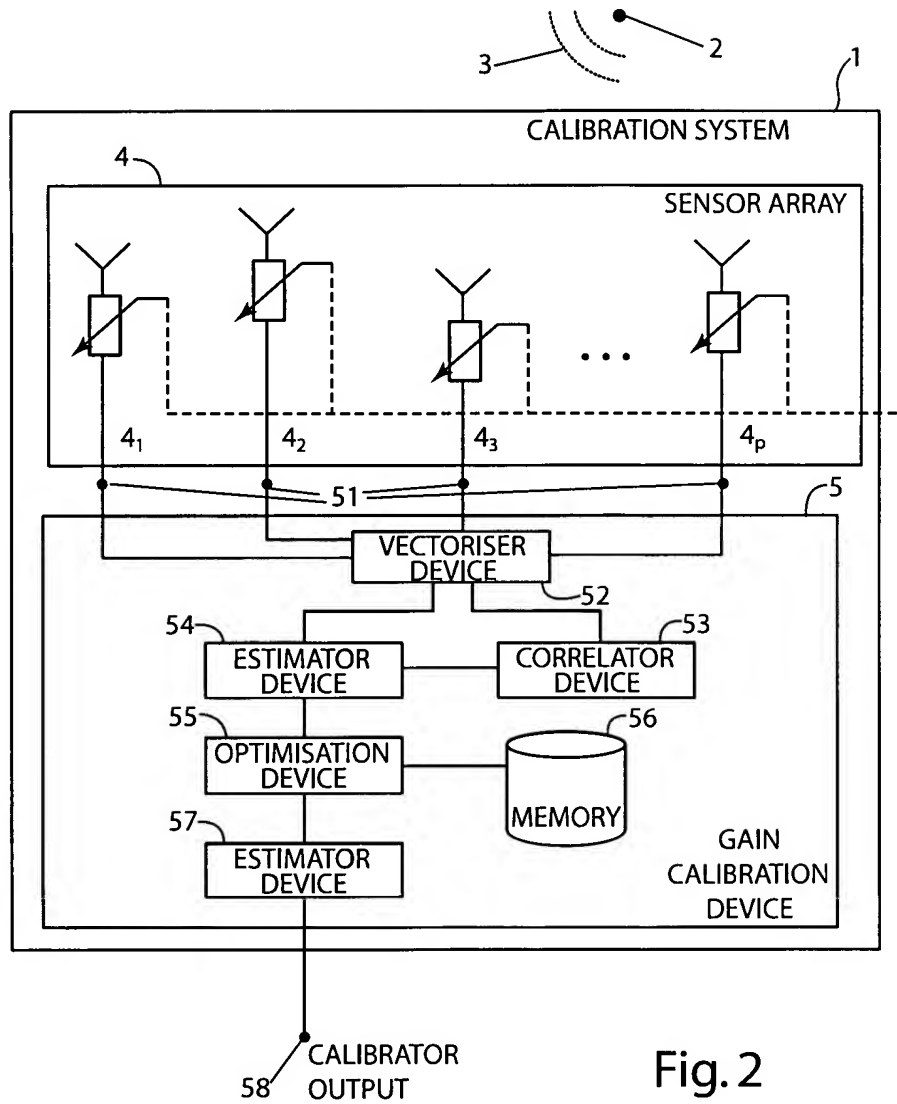 2
3
1
CALIBRATION SYSTEM
4
SENSOR ARRAY
4₁
4₂
4₃
4ₚ
51
5
VECTORISER
DEVICE
52
54
53
ESTIMATOR
DEVICE
CORRELATOR
DEVICE
55
56
OPTIMISATION
DEVICE
MEMORY
57
ESTIMATOR
DEVICE
GAIN
CALIBRATION
DEVICE
58
CALIBRATOR
OUTPUT
Fig. 2